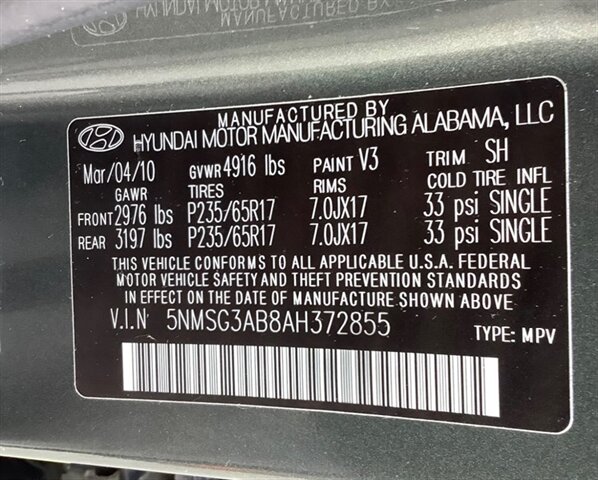 MANUFACTURED BY
HYUNDAI MOTOR MANUFACTURING ALABAMA, LLC
Mar/04/10 GVWR 4916 lbs PAINT V3 TRIM SH
GAWR TIRES RIMS COLD TIRE INFL
FRONT 2976 lbs P235/65R17 7.0JX17 33 psi SINGLE
REAR 3197 lbs P235/65R17 7.0JX17 33 psi SINGLE
THIS VEHICLE CONFORMS TO ALL APPLICABLE U.S.A. FEDERAL
MOTOR VEHICLE SAFETY AND THEFT PREVENTION STANDARDS
IN EFFECT ON THE DATE OF MANUFACTURE SHOWN ABOVE
V.I.N 5NMSG3AB8AH372855 TYPE: MPV